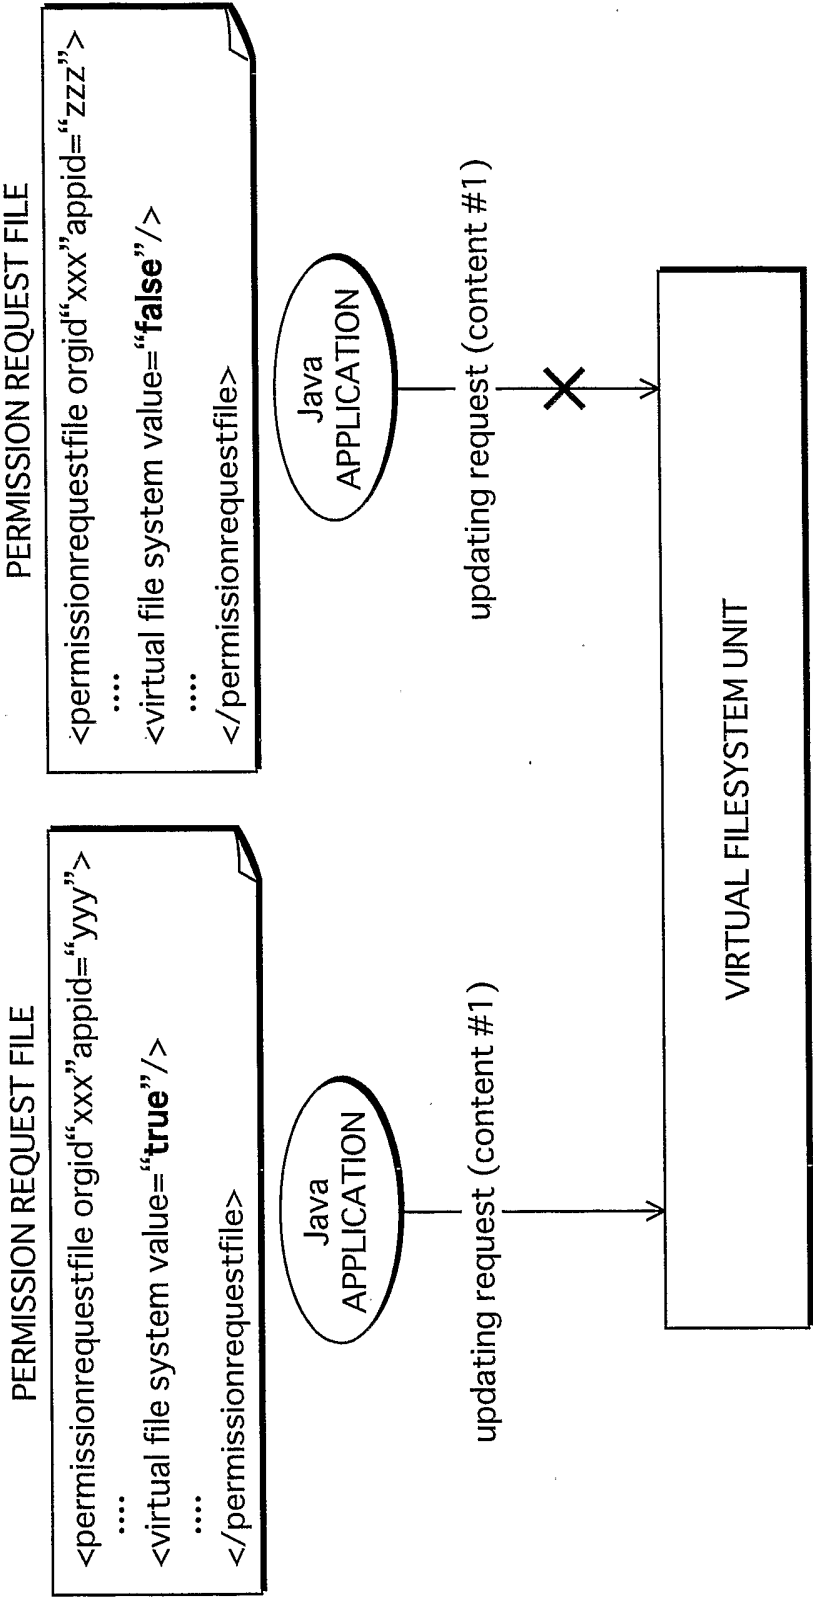 PERMISSION REQUEST FILE
<permissionrequestfile orgid“xxx”appid=“yyy”>
....
<virtual file system value=“true”/>
....
</permissionrequestfile>
Java
APPLICATION
updating request (content #1)
PERMISSION REQUEST FILE
<permissionrequestfile orgid“xxx”appid=“zzz”>
....
<virtual file system value=“false”/>
....
</permissionrequestfile>
Java
APPLICATION
updating request (content #1)
VIRTUAL FILESYSTEM UNIT